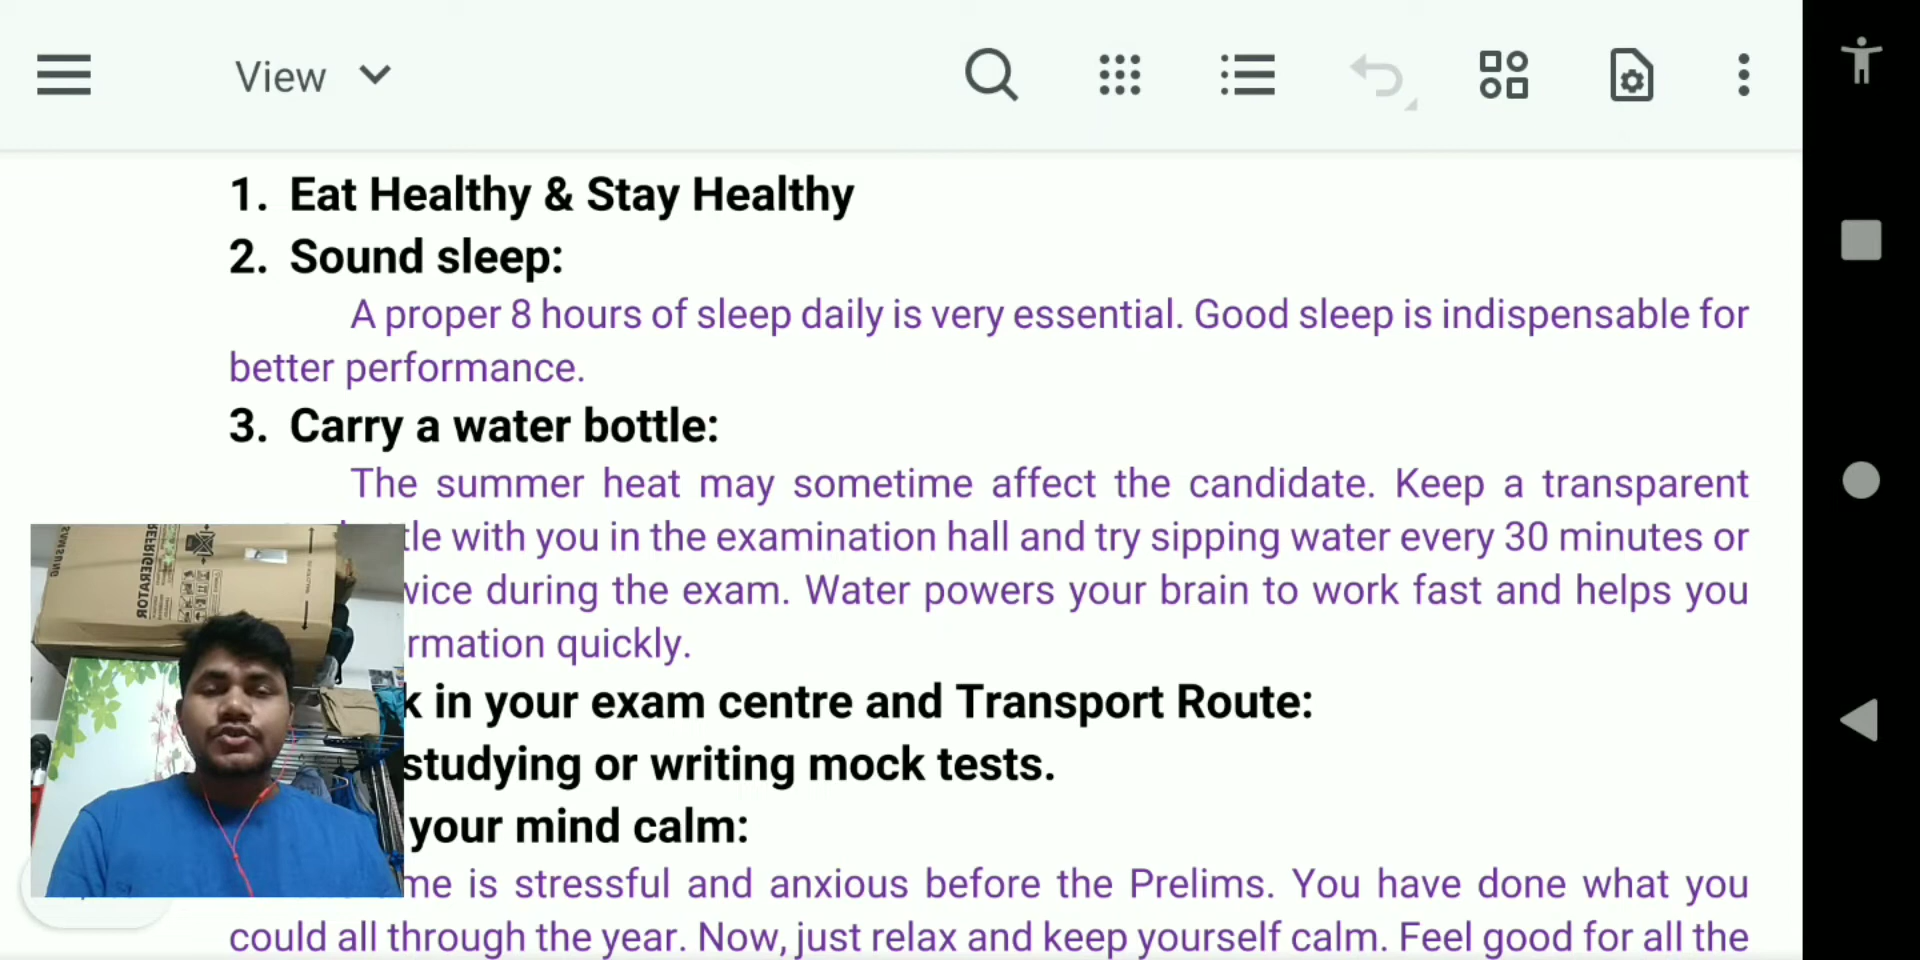 View
1. Eat Healthy & Stay Healthy
2. Sound sleep:
A proper 8 hours of sleep daily is very essential. Good sleep is indispensable for
better performance.
3. Carry a water bottle:
The summer heat may sometime affect the candidate. Keep a transparent
tle with you in the examination hall and try sipping water every 30 minutes or
wice during the exam. Water powers your brain to work fast and helps you
rmation quickly.
k in your exam centre and Transport Route:
studying or writing mock tests.
your mind calm:
me is stressful and anxious before the Prelims. You have done what you
could all through the year. Now, just relax and keep yourself calm. Feel good for all the
SAMSUNG
REFRIGERATOR